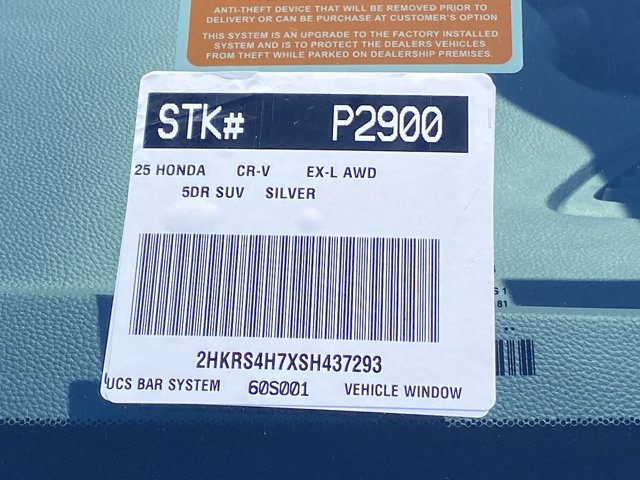 ANTI-THEFT DEVICE THAT WILL BE REMOVED PRIOR TO
DELIVERY OR CAN BE PURCHASE AT CUSTOMER'S OPTION
THIS SYSTEM IS AN UPGRADE TO THE FACTORY INSTALLED
SYSTEM AND IS TO PROTECT THE DEALERS VEHICLES
FROM THEFT WHILE PARKED ON DEALERSHIP PREMISES.
STK# P2900
25 HONDA CR-V EX-L AWD
5DR SUV SILVER
2HKRS4H7XSH437293
UCS BAR SYSTEM 60S001 VEHICLE WINDOW
S 1
81